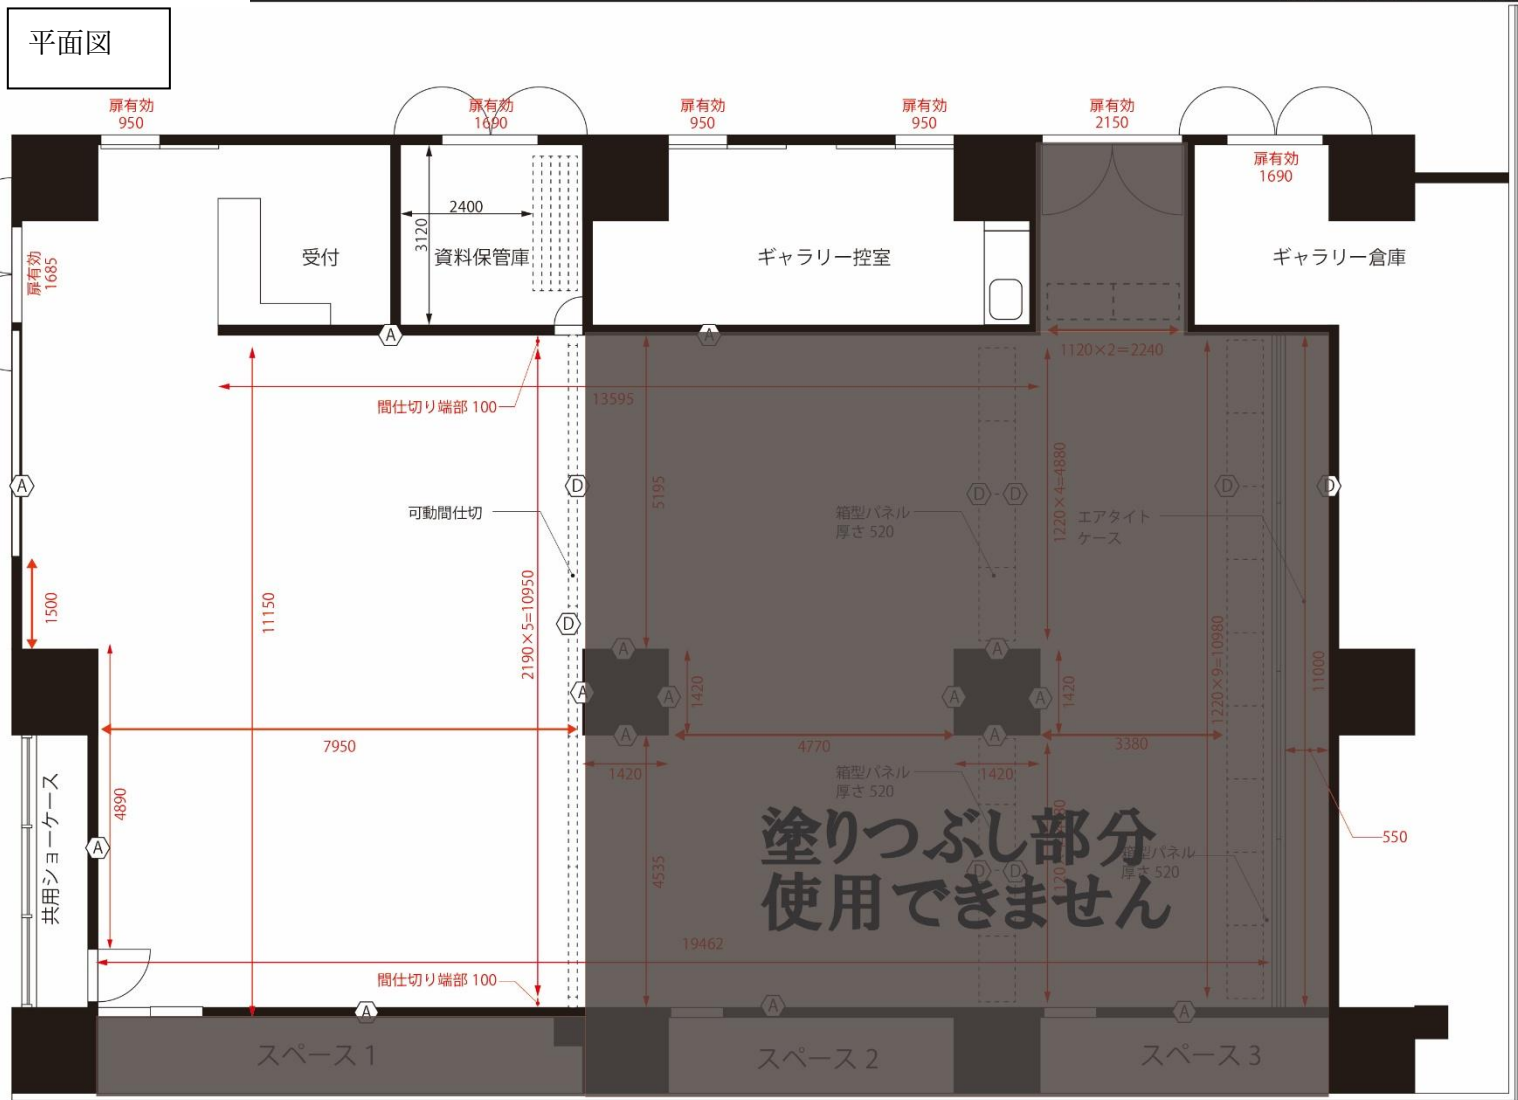 平面図
扉有効
950
扉有効
1690
扉有効
950
扉有効
950
扉有効
2150
扉有効
1690
扉有効
1685
受付
2400
3120
資料保管庫
ギャラリー控室
ギャラリー倉庫
A
A
1120×2=2240
間仕切り端部 100
13595
5195
1220×4=4880
A
D
D
D
D
D
可動間仕切
箱型パネル
厚さ 520
エアタイト
ケース
1500
11150
2190×5=10950
D
A
A
A
A
A
A
A
1420
1420
1220×9=10980
11000
7950
A
A
4770
3380
1420
1420
箱型パネル
厚さ 520
4890
共用ショーケース
A
550
塗りつぶし部分
使用できません
箱型パネル
厚さ 520
4535
D
D
19462
間仕切り端部 100
A
A
A
スペース 1
スペース 2
スペース 3